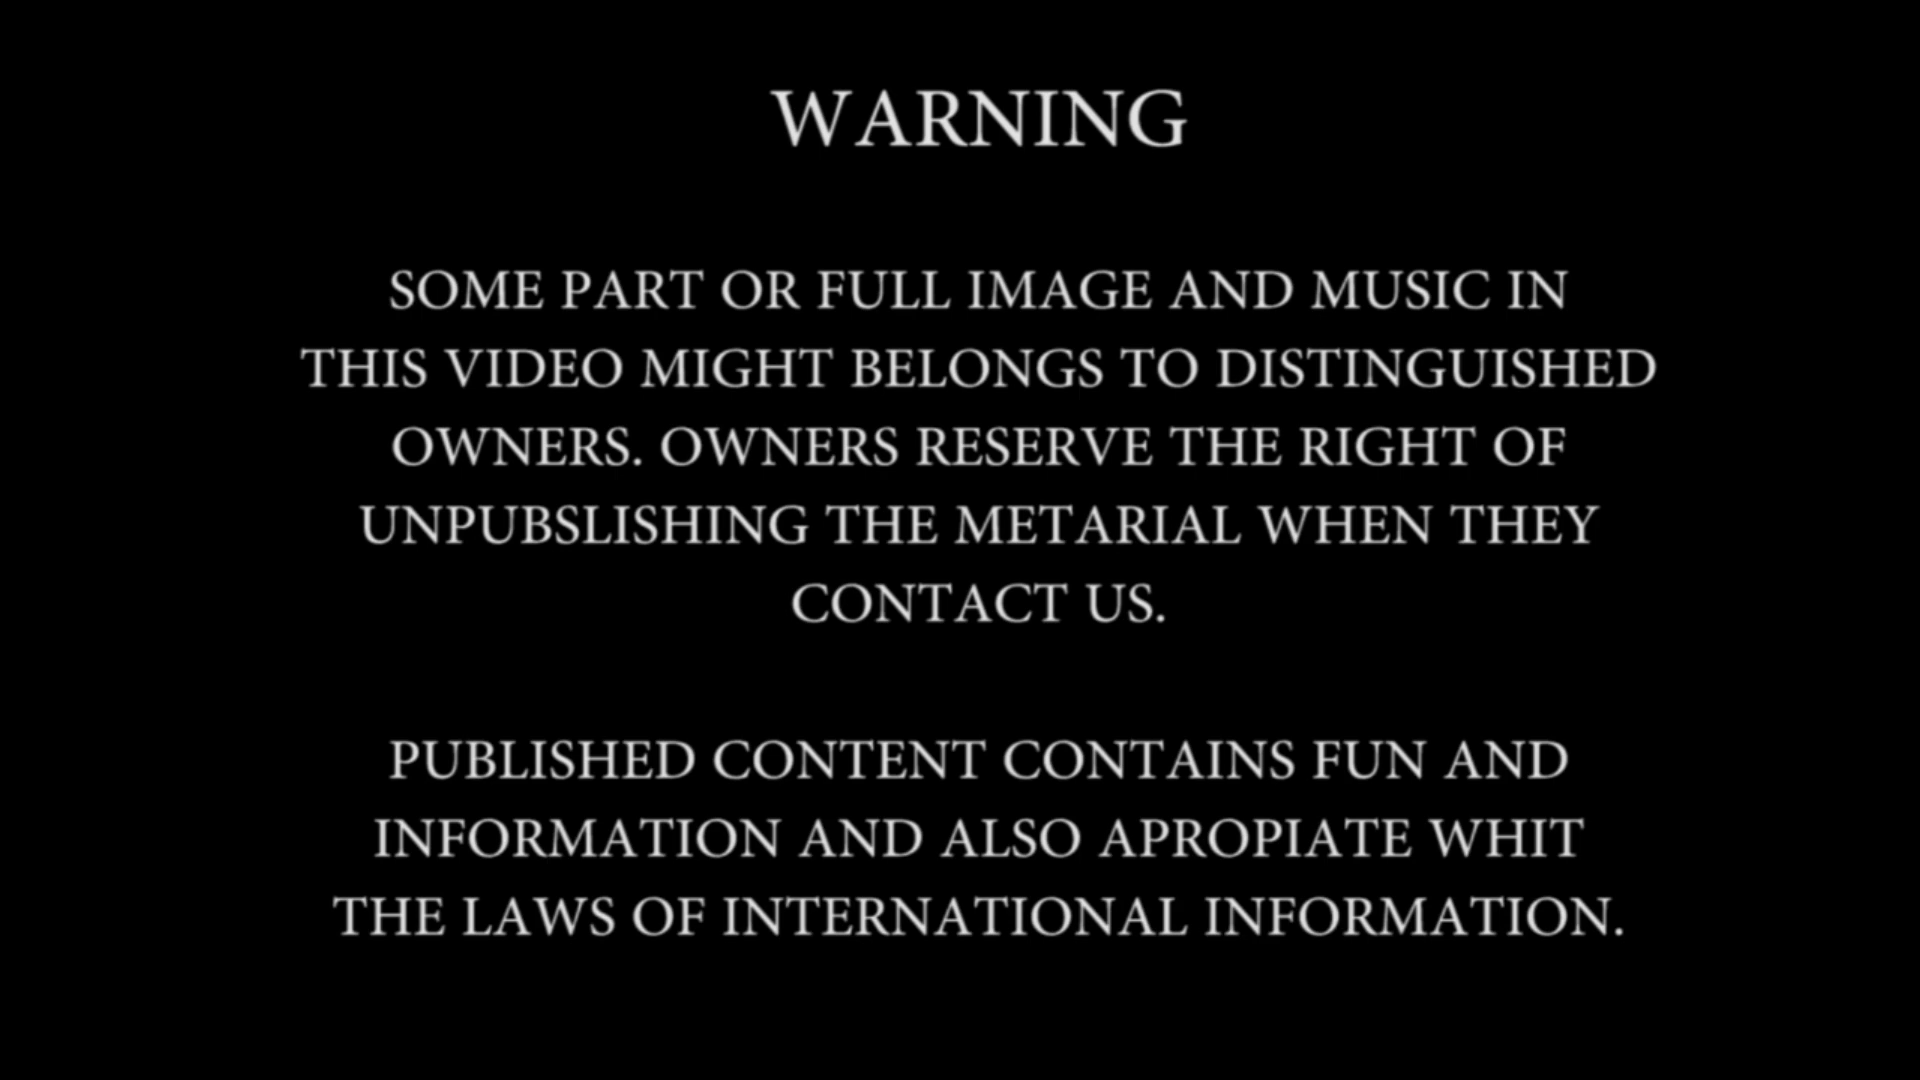 WARNING
SOME PART OR FULL IMAGE AND MUSIC IN
THIS VIDEO MIGHT BELONGS TO DISTINGUISHED
OWNERS. OWNERS RESERVE THE RIGHT OF
UNPUBSLISHING THE METARIAL WHEN THEY
CONTACT US.
PUBLISHED CONTENT CONTAINS FUN AND
INFORMATION AND ALSO APROPIATE WHIT
THE LAWS OF INTERNATIONAL INFORMATION.